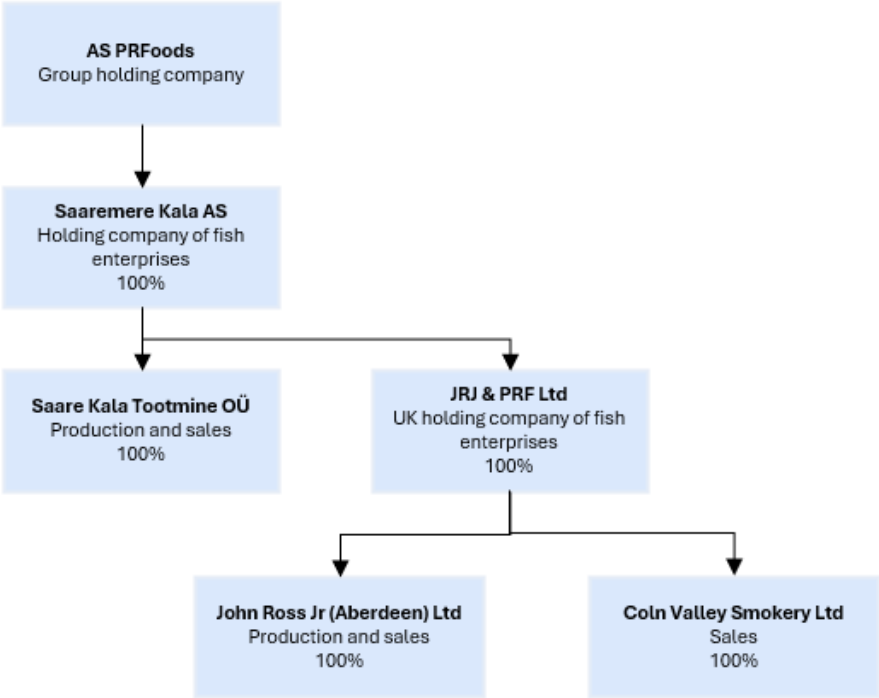 AS PRFoods
Group holding company
Saaremere Kala AS
Holding company of fish
enterprises
100%
Saare Kala Tootmine OÜ
Production and sales
100%
JRJ & PRF Ltd
UK holding company of fish
enterprises
100%
John Ross Jr (Aberdeen) Ltd
Production and sales
100%
Coln Valley Smokery Ltd
Sales
100%